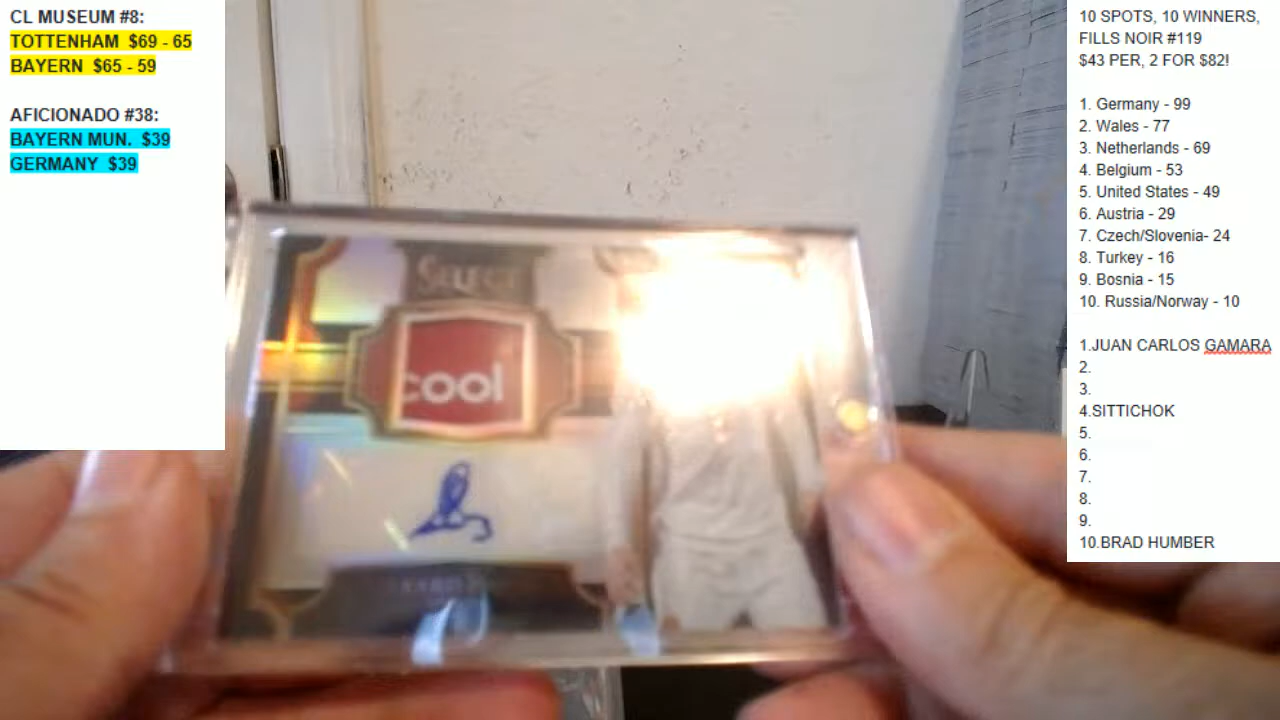 CL MUSEUM #8:
TOTTENHAM $69 - 65
BAYERN $65 - 59
AFICIONADO #38:
BAYERN MUN. $39
GERMANY $39
SELECT
cool
10 SPOTS, 10 WINNERS,
FILLS NOIR #119
$43 PER, 2 FOR $82!
1. Germany - 99
2. Wales - 77
3. Netherlands - 69
4. Belgium - 53
5. United States - 49
6. Austria - 29
7. Czech/Slovenia- 24
8. Turkey - 16
9. Bosnia - 15
10. Russia/Norway - 10
1.JUAN CARLOS GAMARA
2.
3.
4.SITTICHOK
5.
6.
7.
8.
9.
10.BRAD HUMBER